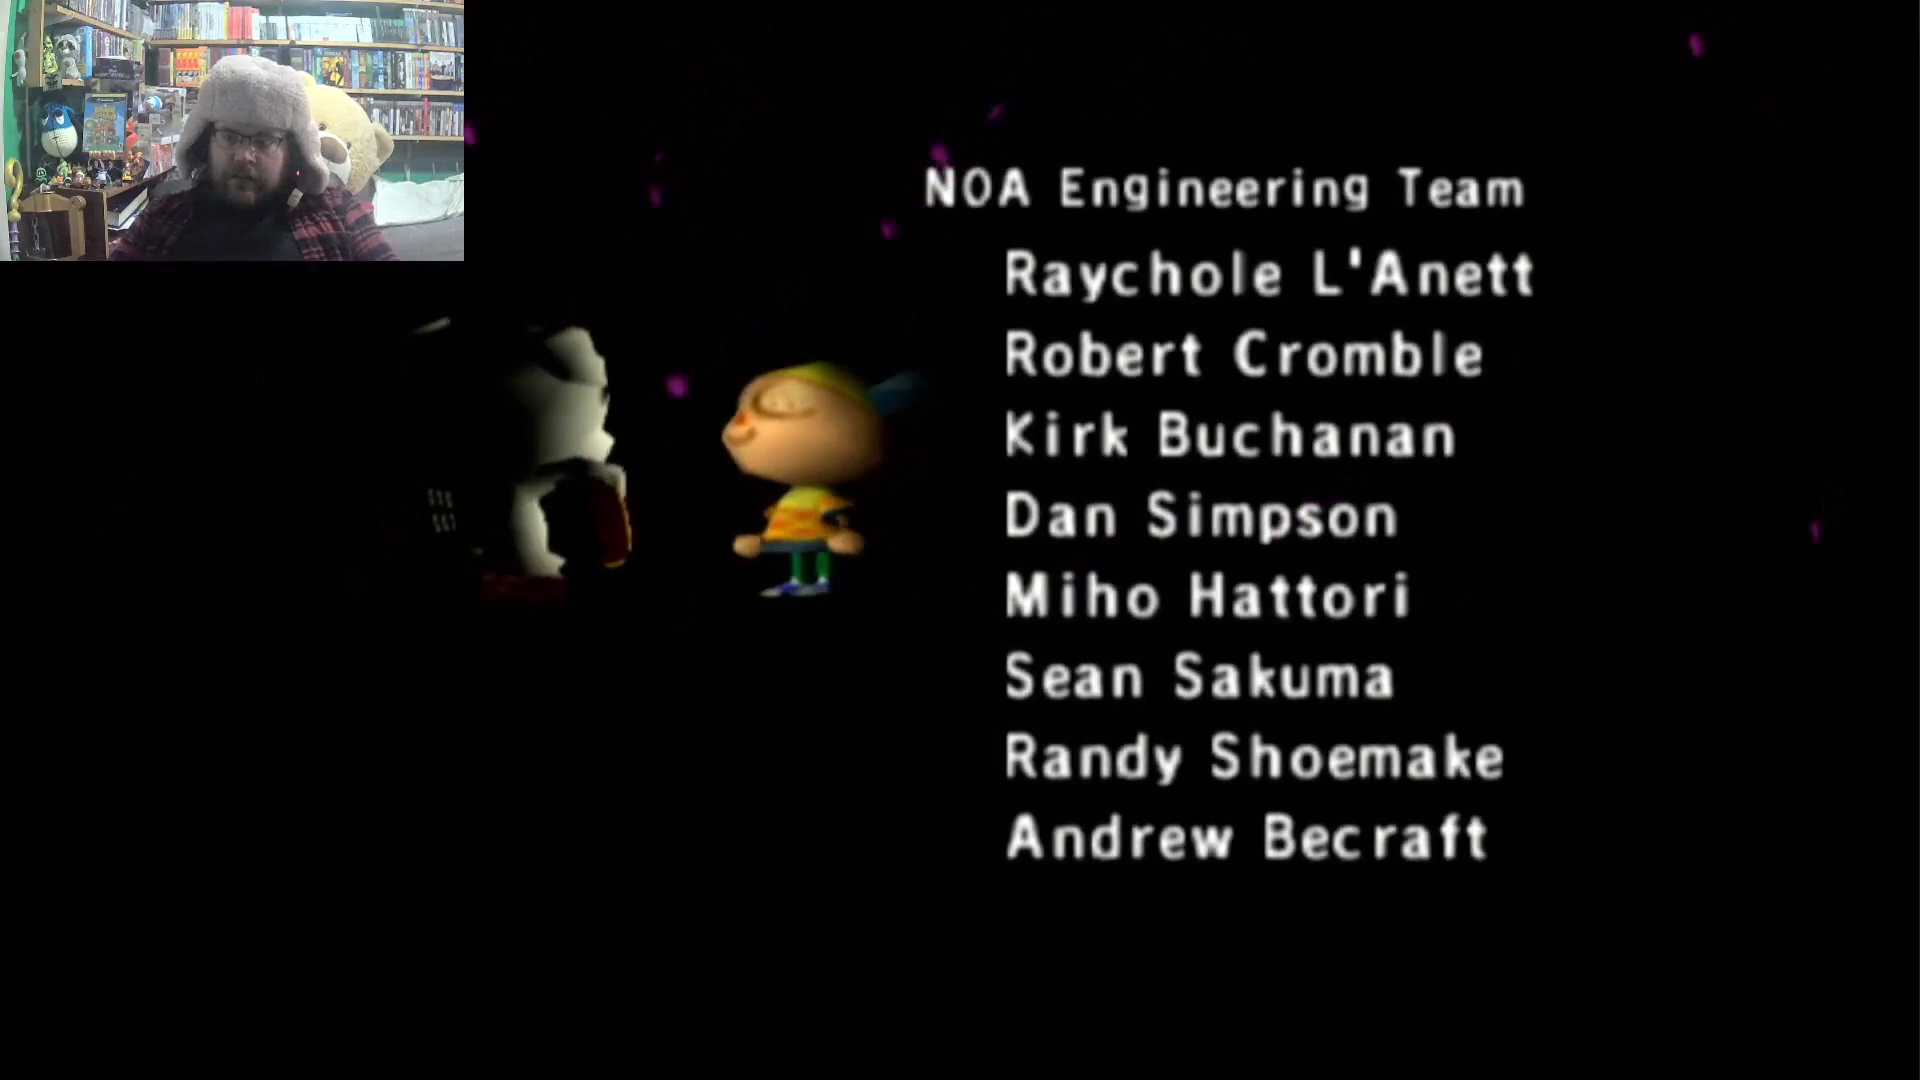 NOA Engineering Team
Raychole L'Anett
Robert Cromble
Kirk Buchanan
Dan Simpson
Miho Hattori
Sean Sakuma
Randy Shoemake
Andrew Becraft